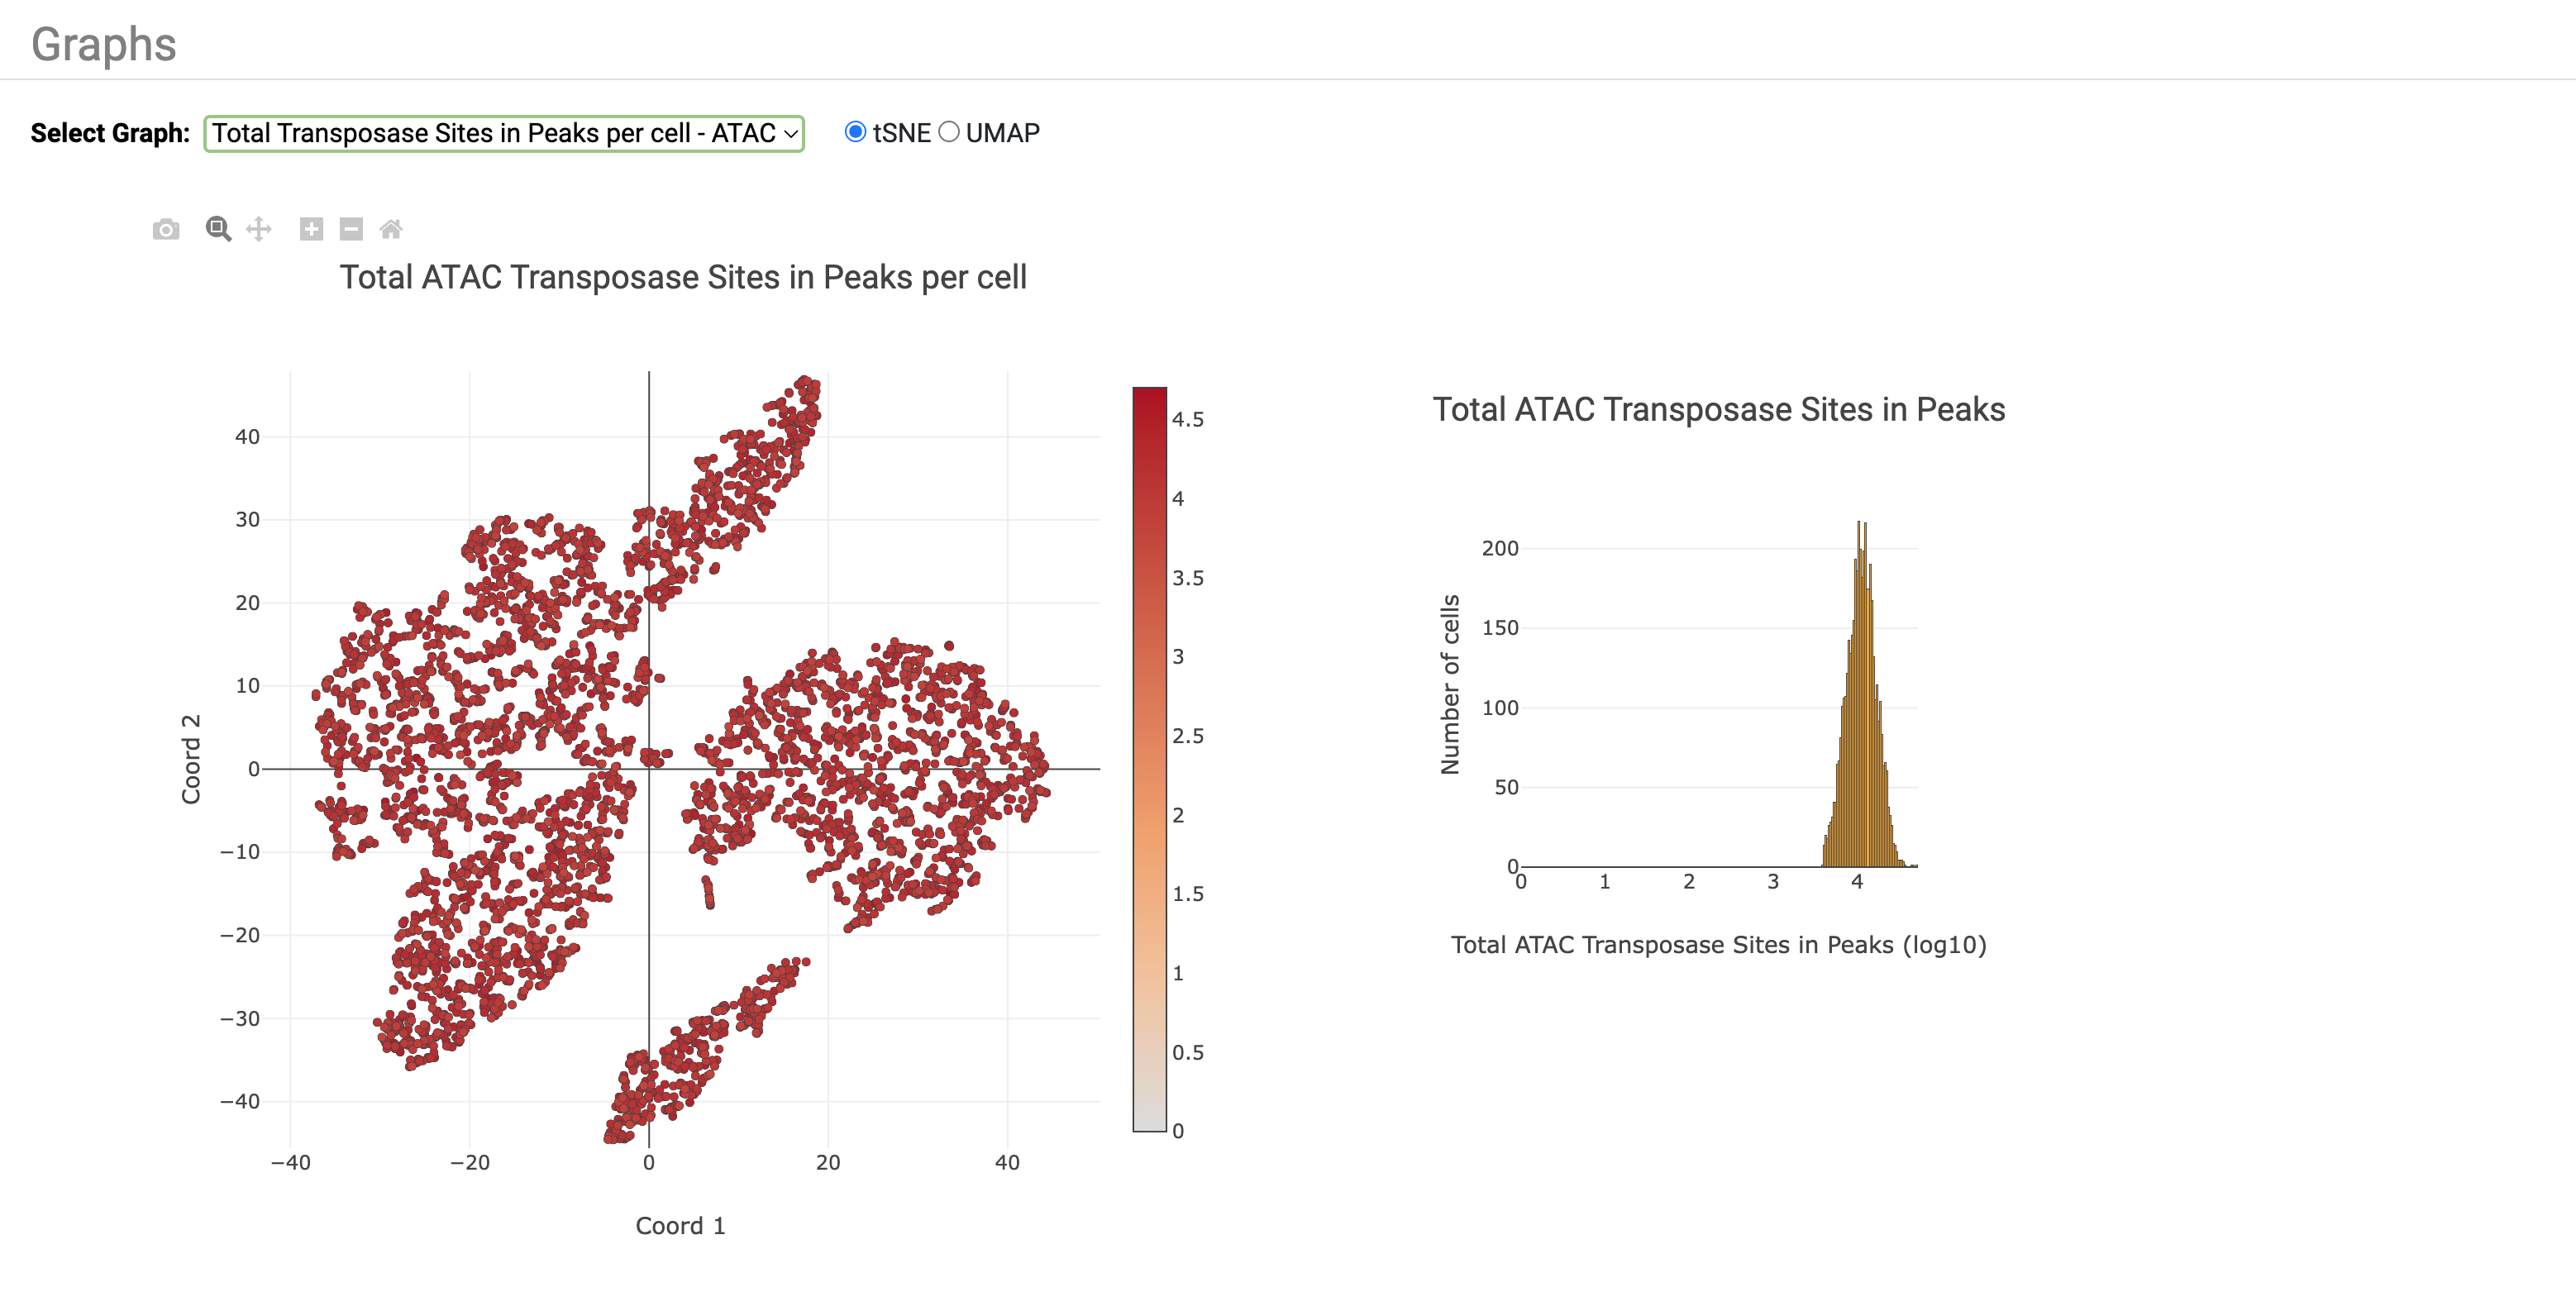 Graphs
Select Graph: Total Transposase Sites in Peaks per cell - ATAC tSNE UMAP
Total ATAC Transposase Sites in Peaks per cell
Coord 2
40
30
20
10
0
−10
−20
−30
−40
−40 −20 0 20 40
Coord 1
4.5
4
3.5
3
2.5
2
1.5
1
0.5
0
Total ATAC Transposase Sites in Peaks
Number of cells
200
150
100
50
0
0 1 2 3 4
Total ATAC Transposase Sites in Peaks (log10)